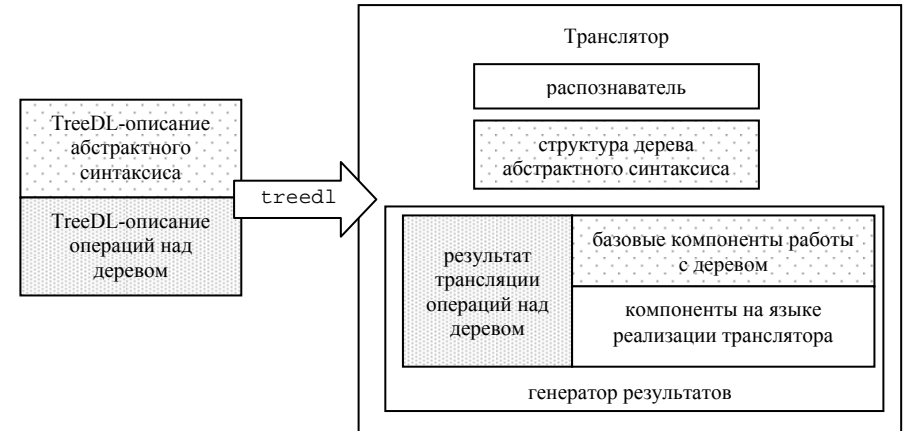 TreeDL-описание
абстрактного
синтаксиса
TreeDL-описание
операций над
деревом
treedl
Транслятор
распознаватель
структура дерева
абстрактного синтаксиса
результат
трансляции
операций над
деревом
базовые компоненты работы
с деревом
компоненты на языке
реализации транслятора
генератор результатов